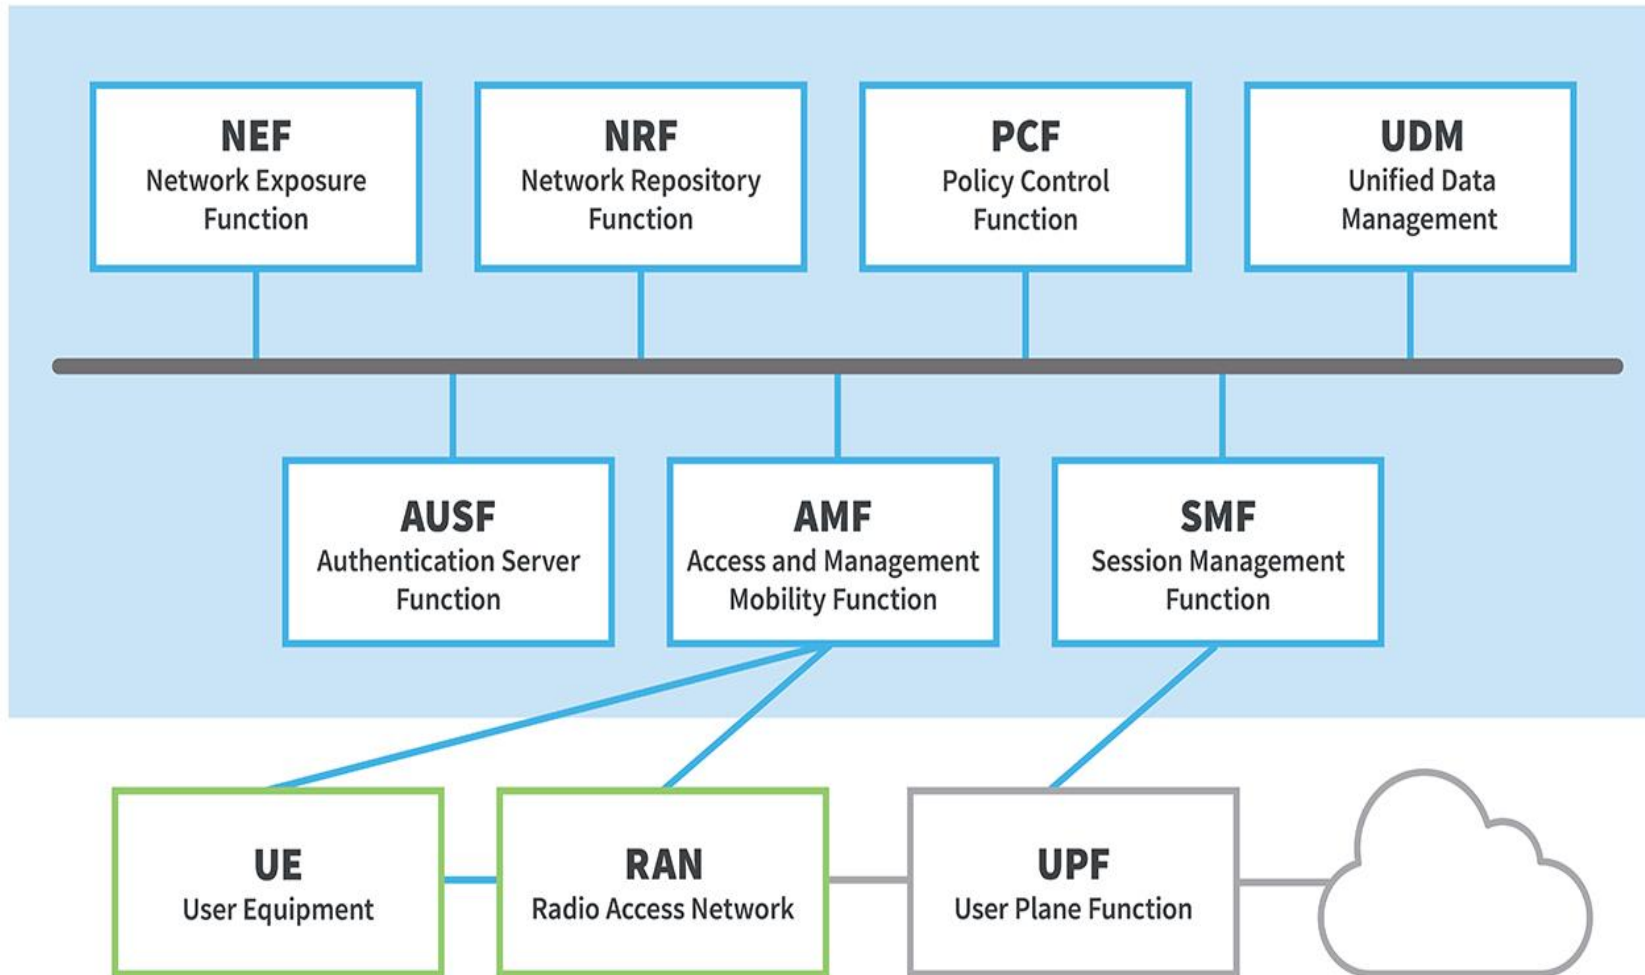 NEF
Network Exposure
Function
NRF
Network Repository
Function
PCF
Policy Control
Function
UDM
Unified Data
Management
AUSF
Authentication Server
Function
AMF
Access and Management
Mobility Function
SMF
Session Management
Function
UE
User Equipment
RAN
Radio Access Network
UPF
User Plane Function